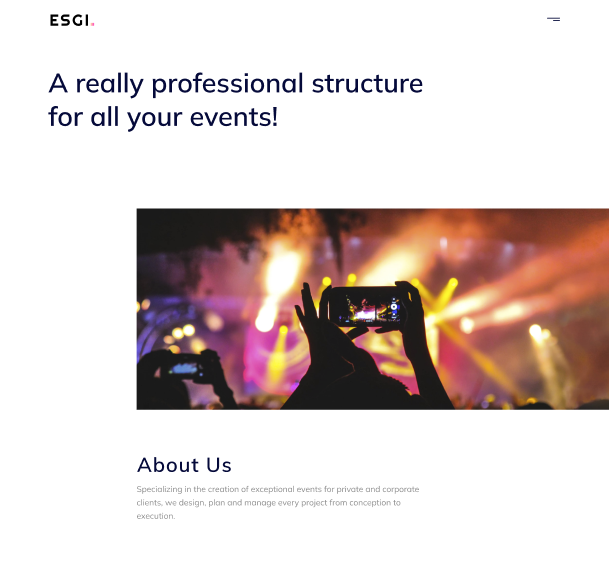 ESGI.
A really professional structure
for all your events!
About Us
Specializing in the creation of exceptional events for private and corporate
clients, we design, plan and manage every project from conception to
execution.